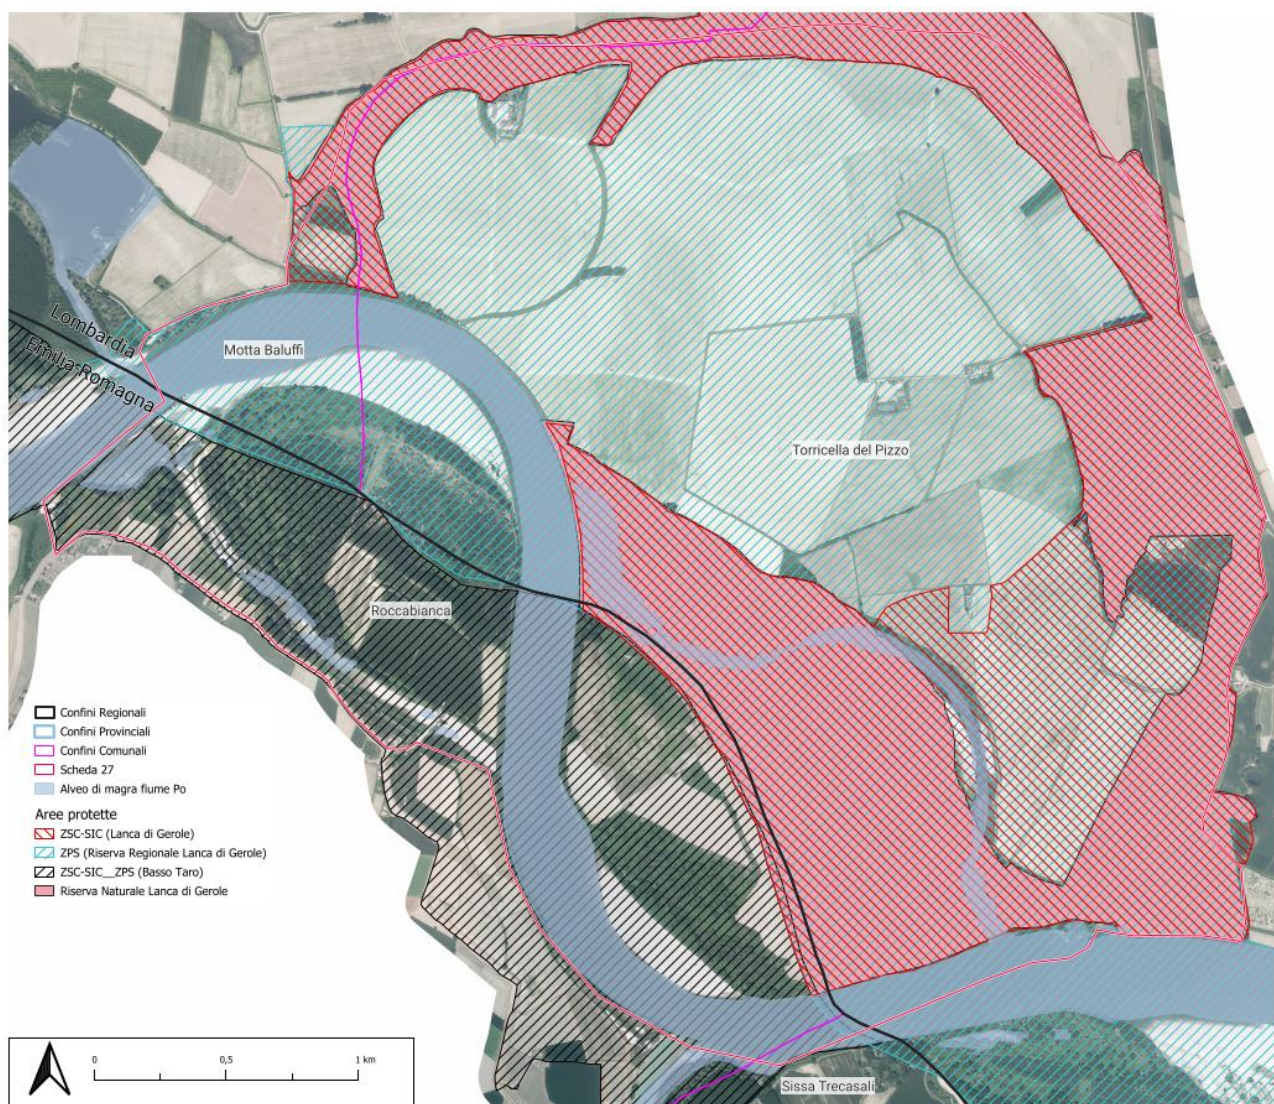 Lombardia
Emilia-Romagna
Motta Baluffi
Torricella del Pizzo
Roccabianca
Confini Regionali
Confini Provinciali
Confini Comunali
Scheda 27
Alveo di magra fiume Po
Aree protette
ZSC-SIC (Lanca di Gerole)
ZPS (Riserva Regionale Lanca di Gerole)
ZSC-SIC__ZPS (Basso Taro)
Riserva Naturale Lanca di Gerole
0 0,5 1 km
Sissa Trecasali